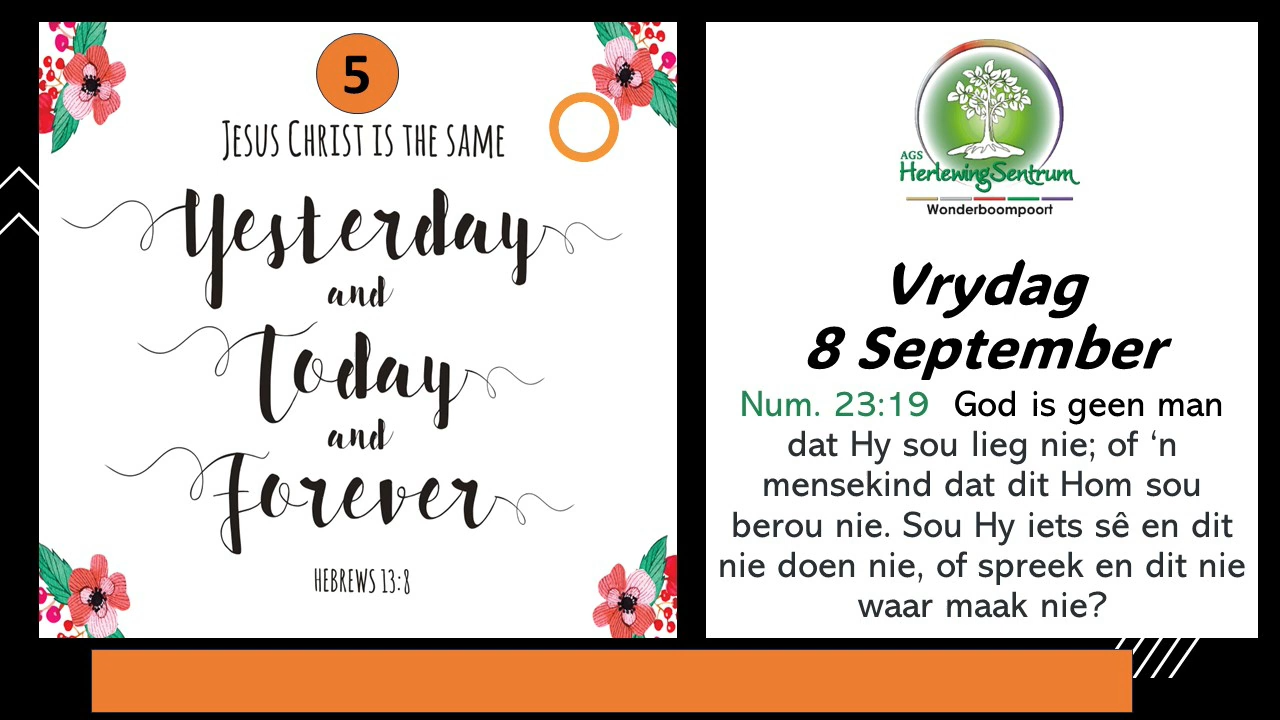 5
Jesus Christ is the same
Yesterday
and
Today
and
Forever
Hebrews 13:8
AGS
HerlewingSentrum
Wonderboompoort
Vrydag
8 September
Num. 23:19 God is geen man
dat Hy sou lieg nie; of ‘n
mensekind dat dit Hom sou
berou nie. Sou Hy iets sê en dit
nie doen nie, of spreek en dit nie
waar maak nie?